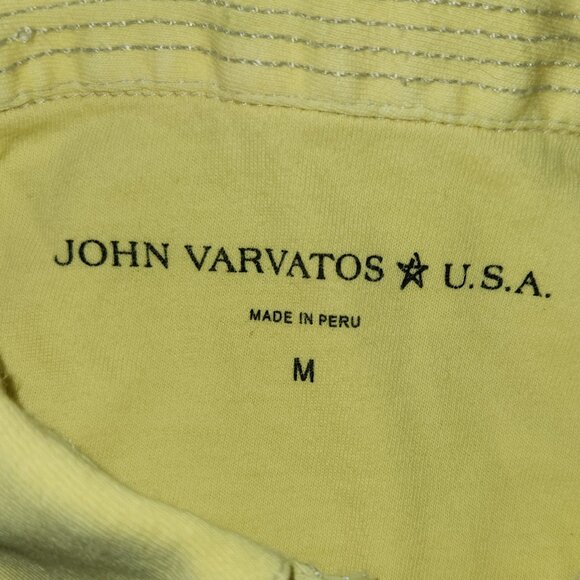 JOHN VARVATOS ☆ U.S.A.
MADE IN PERU
M